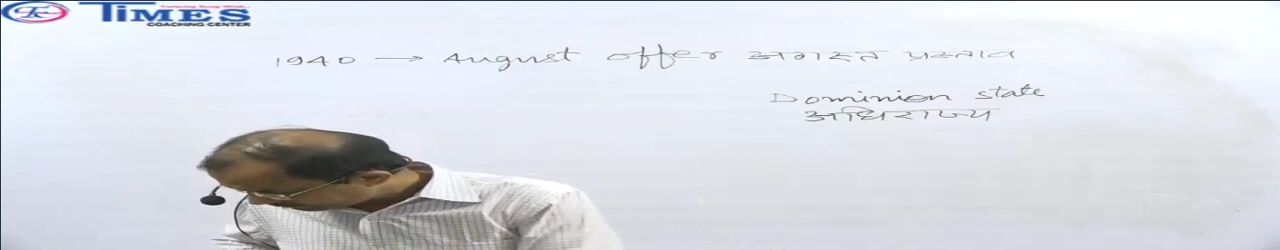 TIMES
COACHING CENTER
1940 → August offer अगस्त प्रस्ताव
Dominion state
अधिराज्य